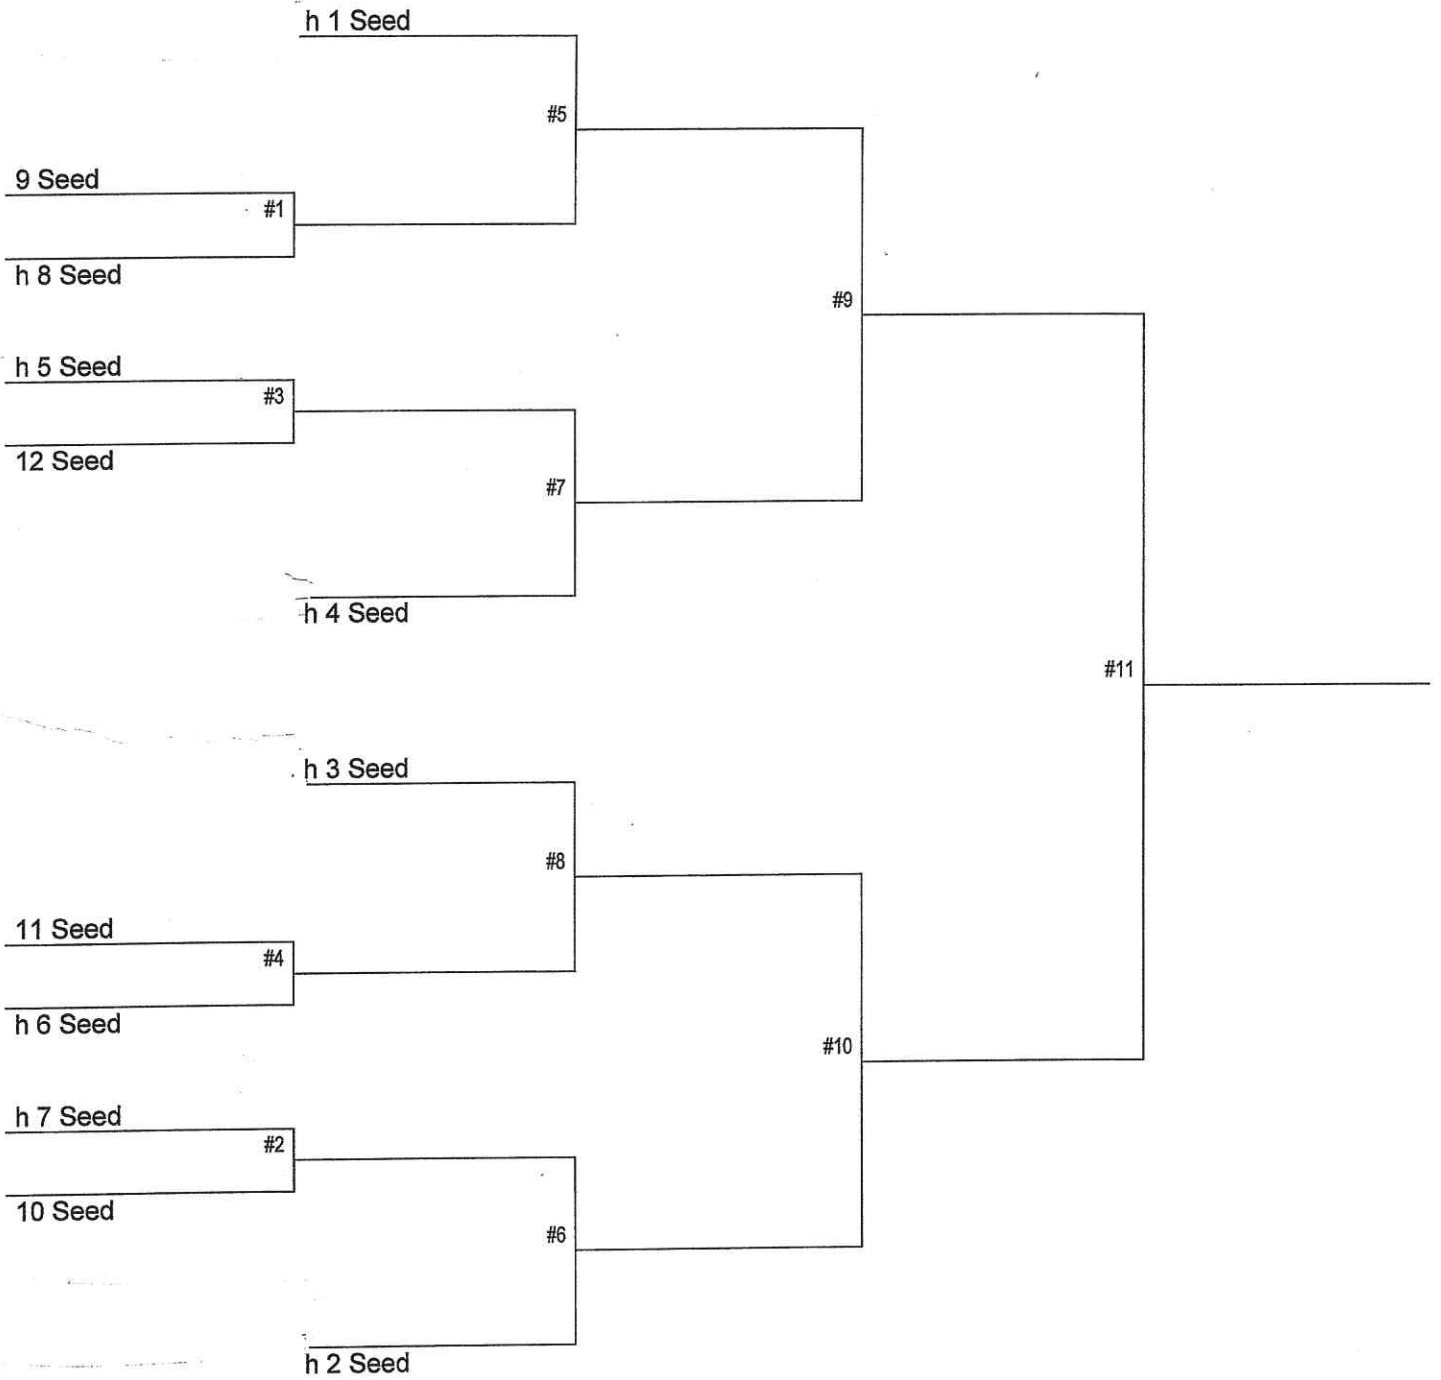 h 1 Seed
#5
9 Seed
#1
h 8 Seed
#9
h 5 Seed
#3
12 Seed
#7
h 4 Seed
#11
h 3 Seed
#8
11 Seed
#4
h 6 Seed
#10
h 7 Seed
#2
10 Seed
#6
h 2 Seed